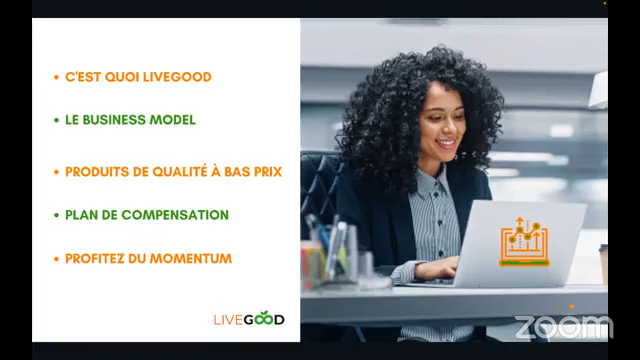 C'EST QUOI LIVEGOOD
LE BUSINESS MODEL
PRODUITS DE QUALITÉ À BAS PRIX
PLAN DE COMPENSATION
PROFITEZ DU MOMENTUM
LIVEGOOD
zoom